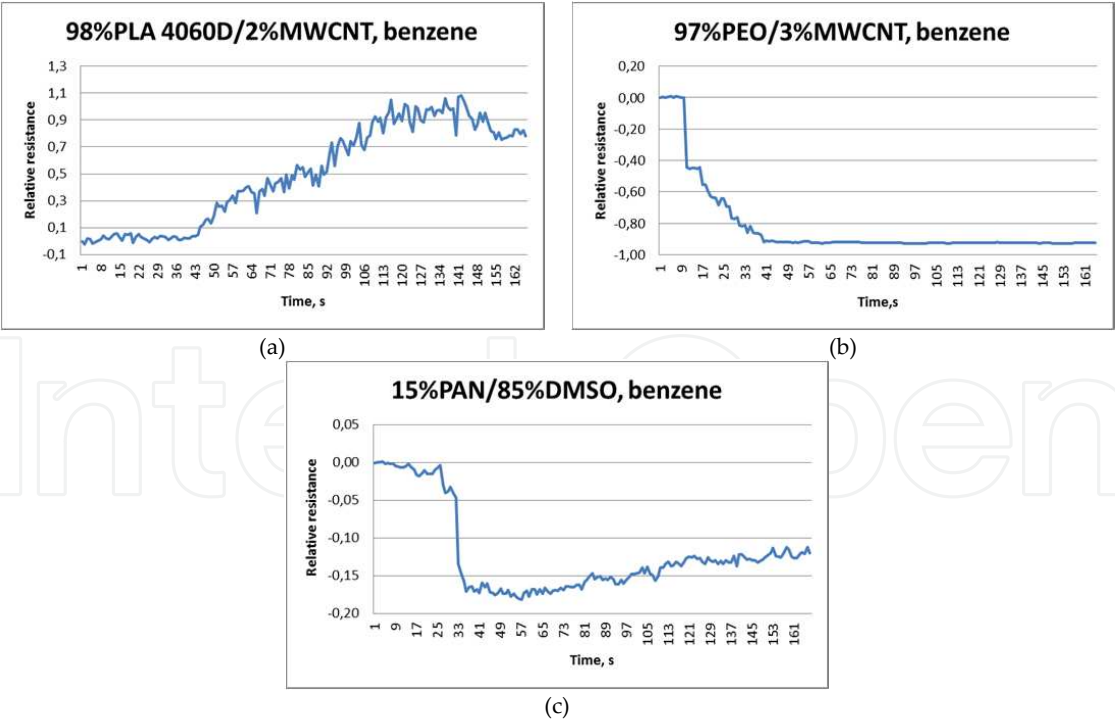 98%PLA 4060D/2%MWCNT, benzene
Relative resistance
1,3
1,1
0,9
0,7
0,5
0,3
0,1
-0,1
1 8 15 22 29 36 43 50 57 64 71 78 85 92 99 106 113 120 127 134 141 148 155 162
Time, s
(a)
97%PEO/3%MWCNT, benzene
Relative resistance
0,20
0,00
-0,20
-0,40
-0,60
-0,80
-1,00
1 9 17 25 33 41 49 57 65 73 81 89 97 105 113 121 129 137 145 153 161
Time,s
(b)
15%PAN/85%DMSO, benzene
Relative resistance
0,05
0,00
-0,05
-0,10
-0,15
-0,20
1 9 17 25 33 41 49 57 65 73 81 89 97 105 113 121 129 137 145 153 161
Time, s
(c)